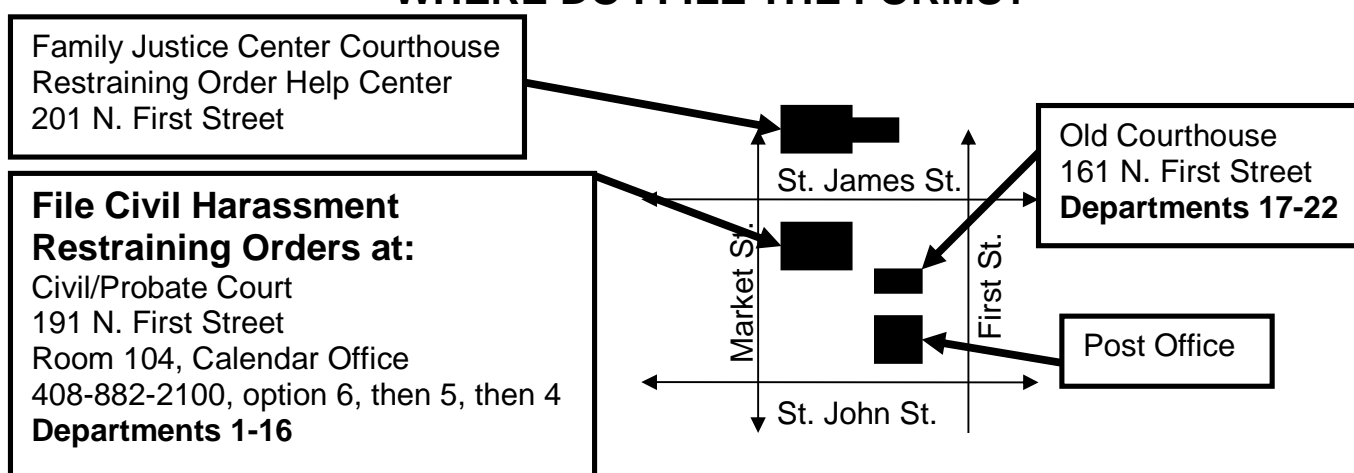 Family Justice Center Courthouse
Restraining Order Help Center
201 N. First Street
File Civil Harassment
Restraining Orders at:
Civil/Probate Court
191 N. First Street
Room 104, Calendar Office
408-882-2100, option 6, then 5, then 4
Departments 1-16
St. James St.
Market St.
First St.
St. John St.
Old Courthouse
161 N. First Street
Departments 17-22
Post Office